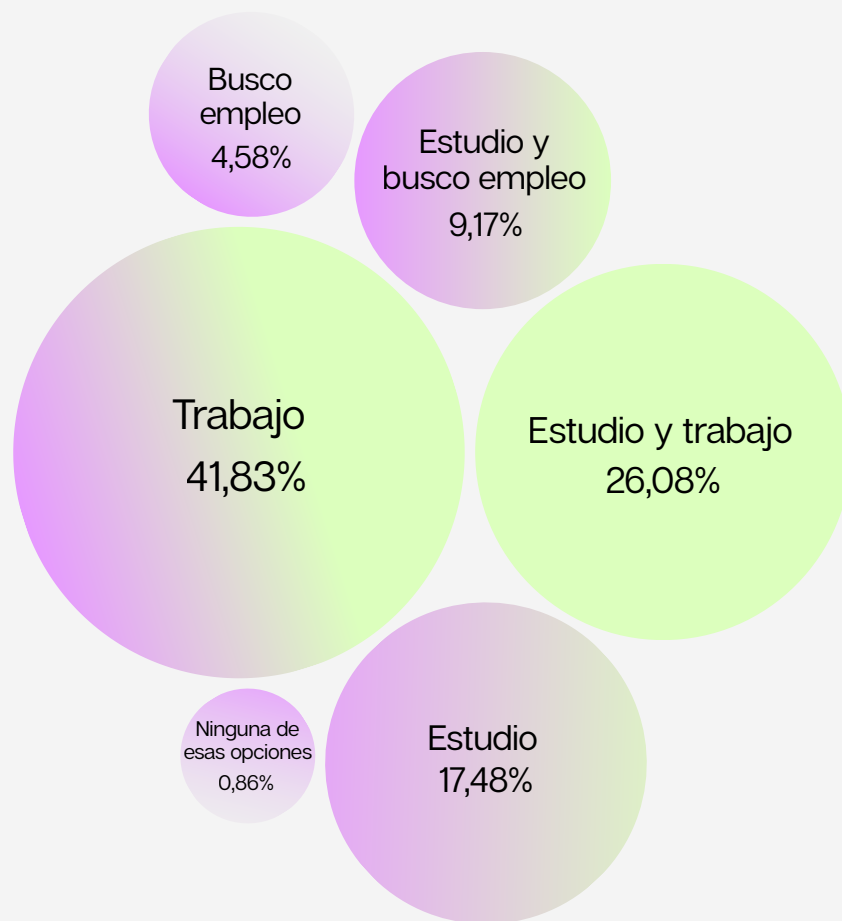 Busco
empleo
4,58%
Estudio y
busco empleo
9,17%
Trabajo
41,83%
Estudio y trabajo
26,08%
Ninguna de
esas opciones
0,86%
Estudio
17,48%